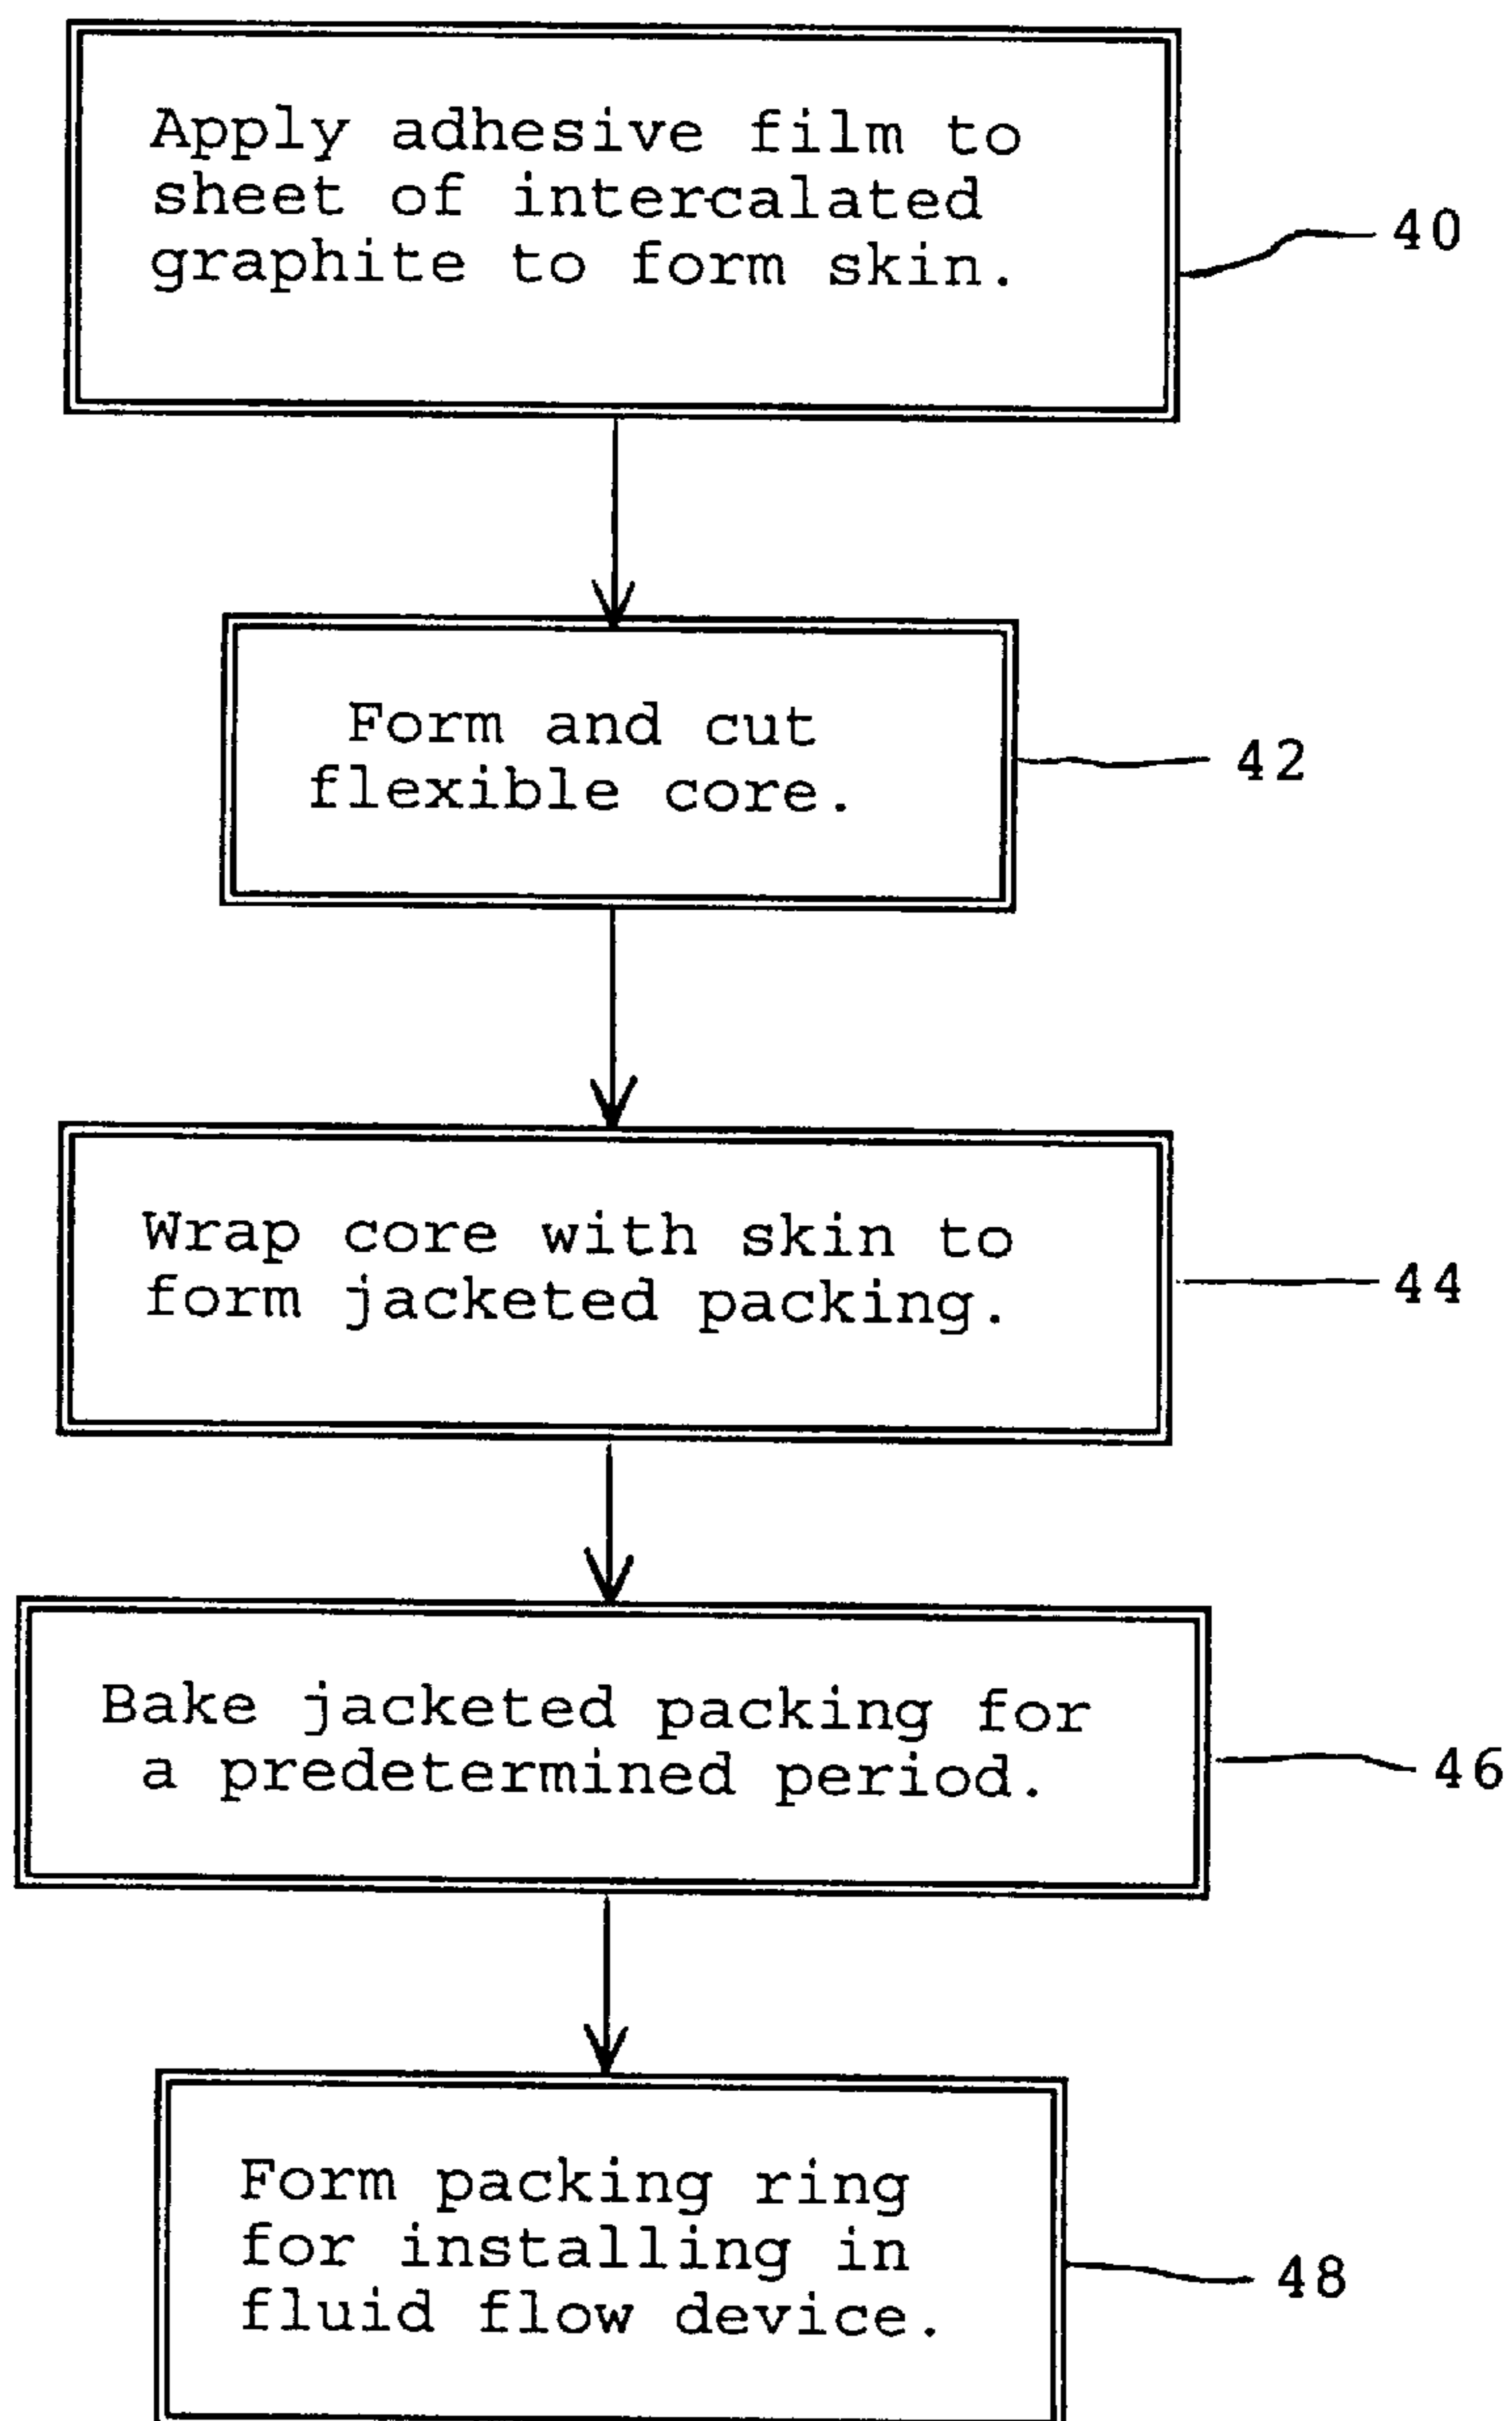 Apply adhesive film to
sheet of intercalated
graphite to form skin.
40
Form and cut
flexible core.
42
Wrap core with skin to
form jacketed packing.
44
Bake jacketed packing for
a predetermined period.
46
Form packing ring
for installing in
fluid flow device.
48